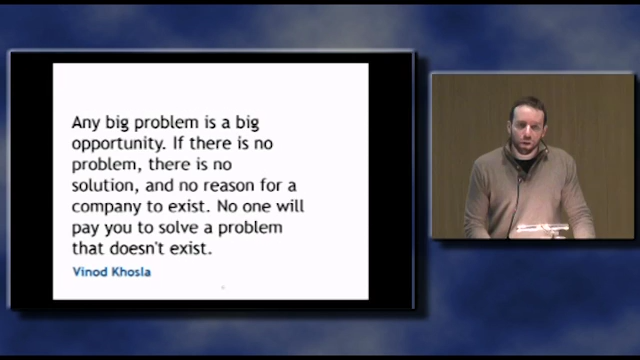 Any big problem is a big
opportunity. If there is no
problem, there is no
solution, and no reason for a
company to exist. No one will
pay you to solve a problem
that doesn't exist.
Vinod Khosla